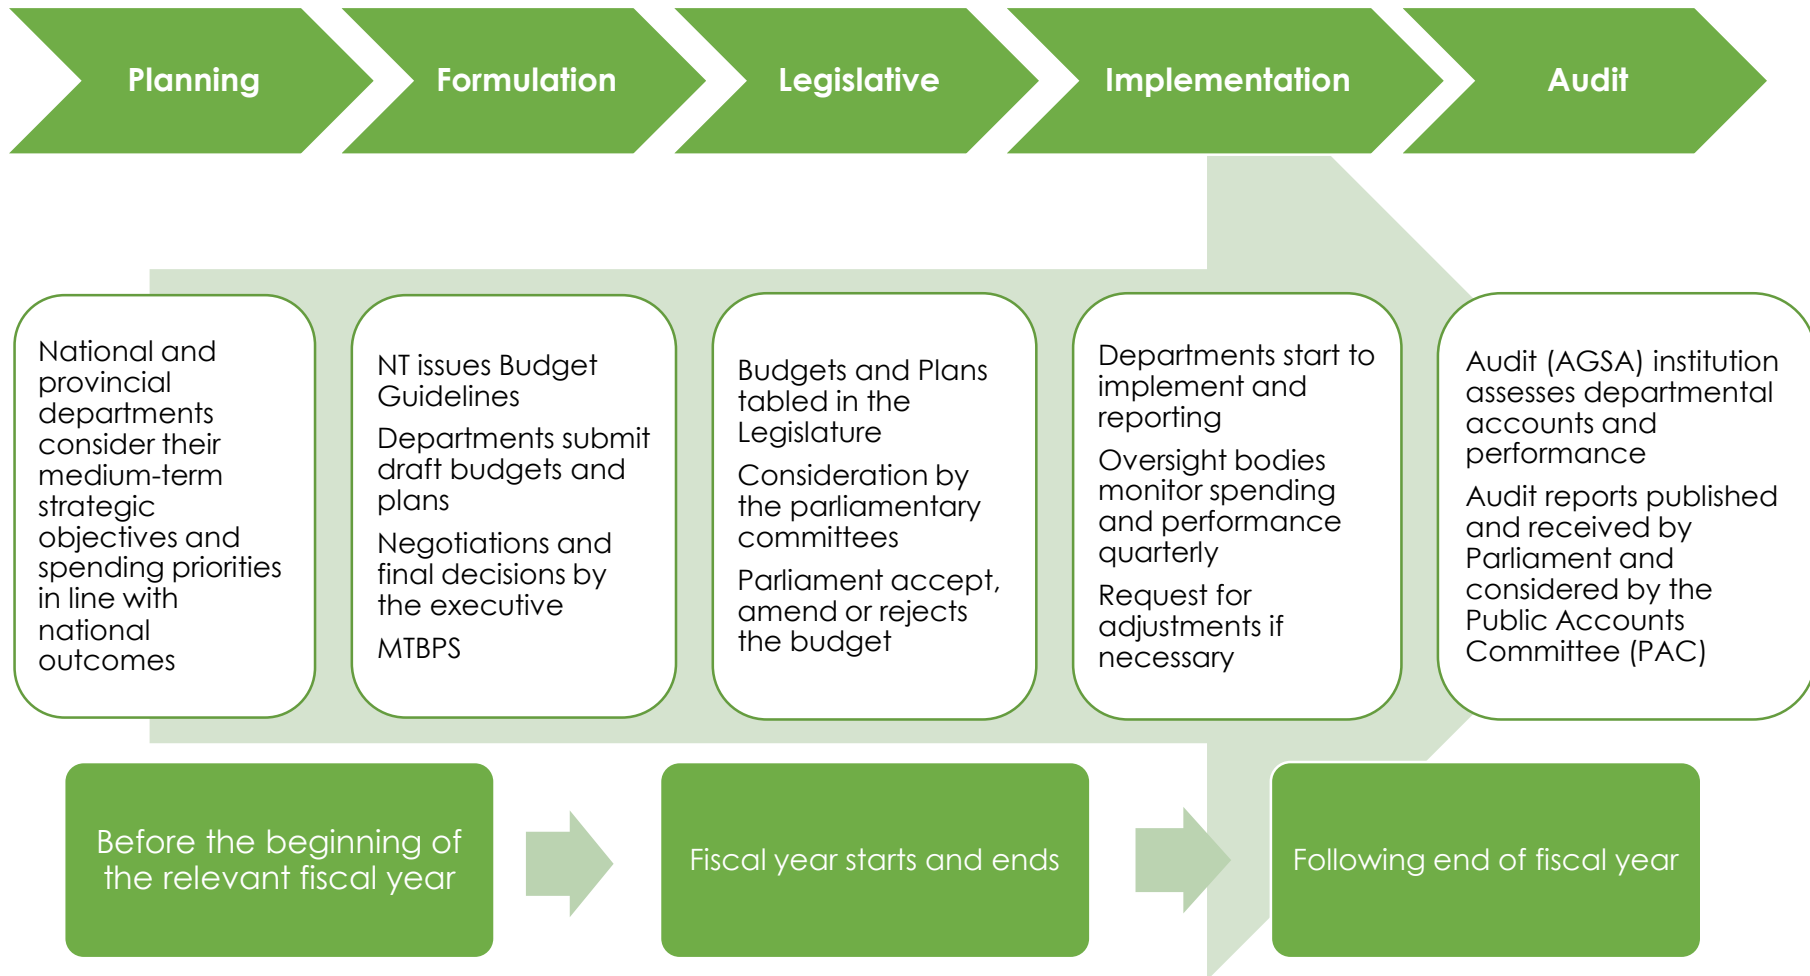 Planning
Formulation
Legislative
Implementation
Audit
National and
provincial
departments
consider their
medium-term
strategic
objectives and
spending priorities
in line with
national
outcomes
NT issues Budget
Guidelines
Departments submit
draft budgets and
plans
Negotiations and
final decisions by
the executive
MTBPS
Budgets and Plans
tabled in the
Legislature
Consideration by
the parliamentary
committees
Parliament accept,
amend or rejects
the budget
Departments start to
implement and
reporting
Oversight bodies
monitor spending
and performance
quarterly
Request for
adjustments if
necessary
Audit (AGSA) institution
assesses departmental
accounts and
performance
Audit reports published
and received by
Parliament and
considered by the
Public Accounts
Committee (PAC)
Before the beginning of
the relevant fiscal year
Fiscal year starts and ends
Following end of fiscal year